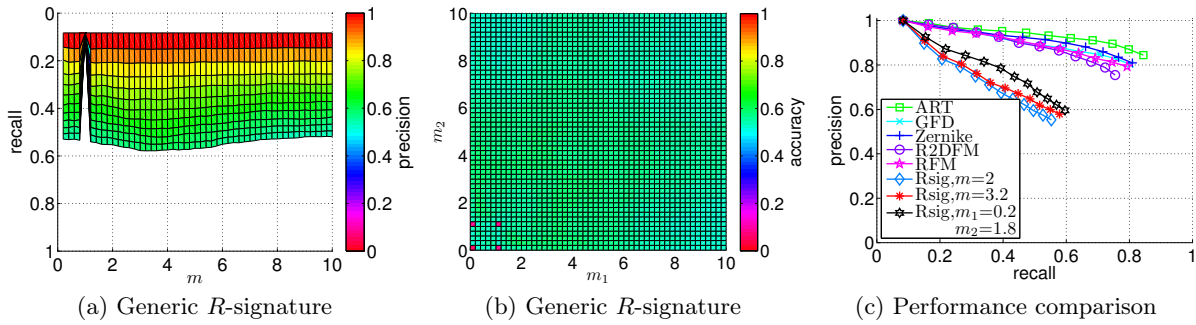 0
0.2
0.4
0.6
0.8
1
recall
0 2 4 6 8 10
m
1
0.8
0.6
0.4
0.2
0
precision
(a) Generic R-signature
10
8
6
4
2
0
m2
0 2 4 6 8 10
m1
1
0.8
0.6
0.4
0.2
0
accuracy
(b) Generic R-signature
1
0.8
0.6
0.4
0.2
0
precision
ART
GFD
Zernike
R2DFM
RFM
Rsig,m=2
Rsig,m=3.2
Rsig,m1=0.2
m2=1.8
0 0.2 0.4 0.6 0.8 1
recall
(c) Performance comparison